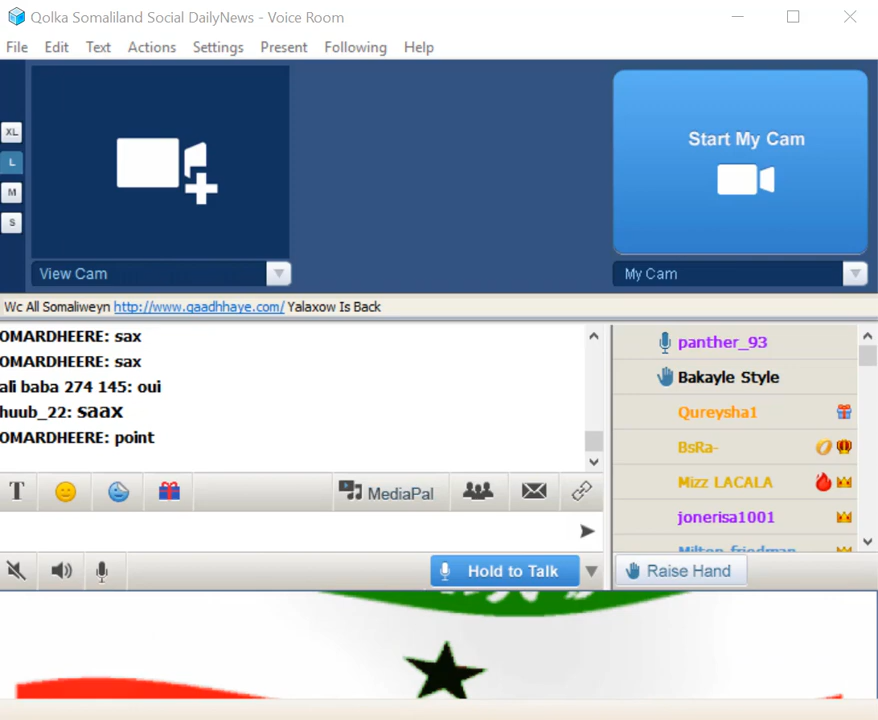 Qolka Somaliland Social DailyNews - Voice Room
File Edit Text Actions Settings Present Following Help
XL
L
M
S
Start My Cam
View Cam
My Cam
Wc All Somaliweyn http://www.qaadhhaye.com/ Yalaxow Is Back
OMARDHEERE: sax
OMARDHEERE: sax
ali baba 274 145: oui
huub_22: saax
OMARDHEERE: point
panther_93
Bakayle Style
Qureysha1
BsRa-
Mizz LACALA
jonerisa1001
Milton friedman
T
MediaPal
Hold to Talk
Raise Hand